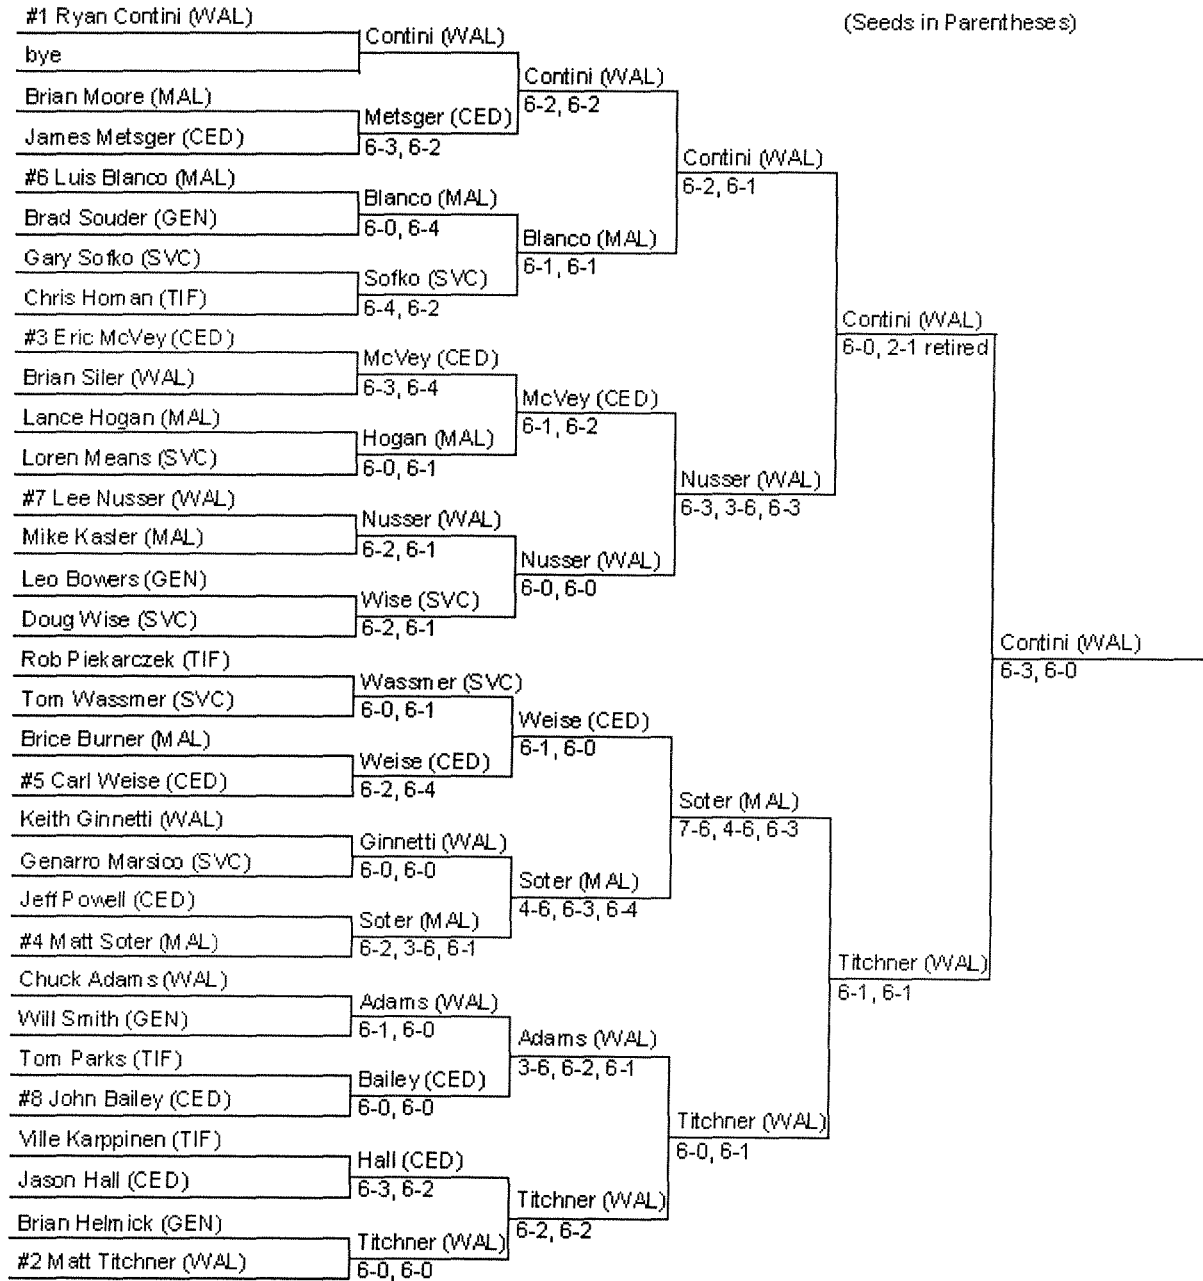 #1 Ryan Contini (WAL)
bye
Brian Moore (MAL)
James Metsger (CED)
#6 Luis Blanco (MAL)
Brad Souder (GEN)
Gary Sofko (SVC)
Chris Homan (TIF)
#3 Eric McVey (CED)
Brian Siler (WAL)
Lance Hogan (MAL)
Loren Means (SVC)
#7 Lee Nusser (WAL)
Mike Kasler (MAL)
Leo Bowers (GEN)
Doug Wise (SVC)
Rob Piekarczek (TIF)
Tom Wassmer (SVC)
Brice Burner (MAL)
#5 Carl Weise (CED)
Keith Ginnetti (WAL)
Genarro Marsico (SVC)
Jeff Powell (CED)
#4 Matt Soter (MAL)
Chuck Adams (WAL)
Will Smith (GEN)
Tom Parks (TIF)
#8 John Bailey (CED)
Ville Karppinen (TIF)
Jason Hall (CED)
Brian Helmick (GEN)
#2 Matt Titchner (WAL)
Contini (WAL)
Metsger (CED)
6-3, 6-2
Blanco (MAL)
6-0, 6-4
Sofko (SVC)
6-4, 6-2
McVey (CED)
6-3, 6-4
Hogan (MAL)
6-0, 6-1
Nusser (WAL)
6-2, 6-1
Wise (SVC)
6-2, 6-1
Wassmer (SVC)
6-0, 6-1
Weise (CED)
6-2, 6-4
Ginnetti (WAL)
6-0, 6-0
Soter (MAL)
6-2, 3-6, 6-1
Adams (WAL)
6-1, 6-0
Bailey (CED)
6-0, 6-0
Hall (CED)
6-3, 6-2
Titchner (WAL)
6-0, 6-0
Contini (WAL)
6-2, 6-2
Blanco (MAL)
6-1, 6-1
McVey (CED)
6-1, 6-2
Nusser (WAL)
6-0, 6-0
Weise (CED)
6-1, 6-0
Soter (MAL)
4-6, 6-3, 6-4
Adams (WAL)
3-6, 6-2, 6-1
Titchner (WAL)
6-2, 6-2
Contini (WAL)
6-2, 6-1
Nusser (WAL)
6-3, 3-6, 6-3
Soter (MAL)
7-6, 4-6, 6-3
Titchner (WAL)
6-0, 6-1
(Seeds in Parentheses)
Contini (WAL)
6-0, 2-1 retired
Titchner (WAL)
6-1, 6-1
Contini (WAL)
6-3, 6-0